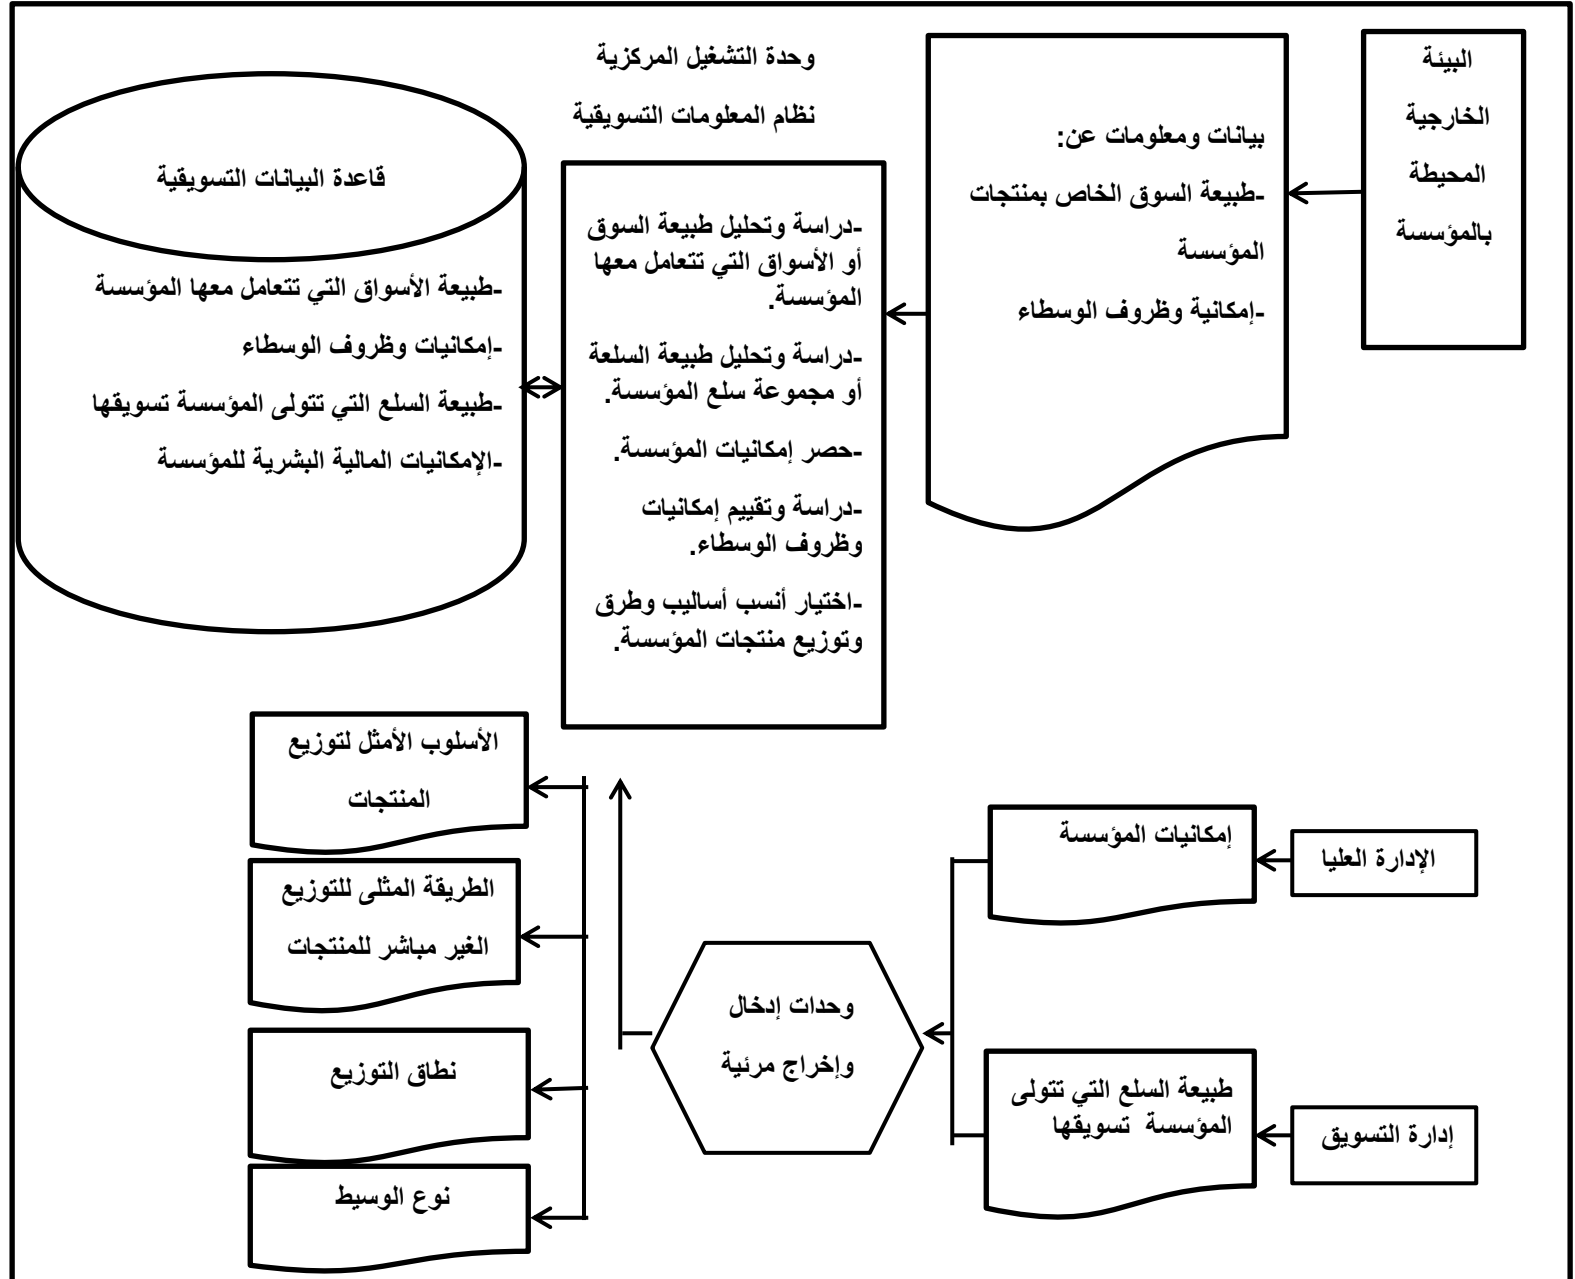 البيئة
الخارجية
المحيطة
بالمؤسسة
بيانات ومعلومات عن:
-طبيعة السوق الخاص بمنتجات
المؤسسة
-إمكانية وظروف الوسطاء
وحدة التشغيل المركزية
نظام المعلومات التسويقية
-دراسة وتحليل طبيعة السوق
أو الأسواق التي تتعامل معها
المؤسسة.
-دراسة وتحليل طبيعة السلعة
أو مجموعة سلع المؤسسة.
-حصر إمكانيات المؤسسة.
-دراسة وتقييم إمكانيات
وظروف الوسطاء.
-اختيار أنسب أساليب وطرق
وتوزيع منتجات المؤسسة.
قاعدة البيانات التسويقية
-طبيعة الأسواق التي تتعامل معها المؤسسة
-إمكانيات وظروف الوسطاء
-طبيعة السلع التي تتولى المؤسسة تسويقها
-الإمكانيات المالية البشرية للمؤسسة
الإدارة العليا
إمكانيات المؤسسة
إدارة التسويق
طبيعة السلع التي تتولى
المؤسسة تسويقها
وحدات إدخال
وإخراج مرئية
الأسلوب الأمثل لتوزيع
المنتجات
الطريقة المثلى للتوزيع
الغير مباشر للمنتجات
نطاق التوزيع
نوع الوسيط